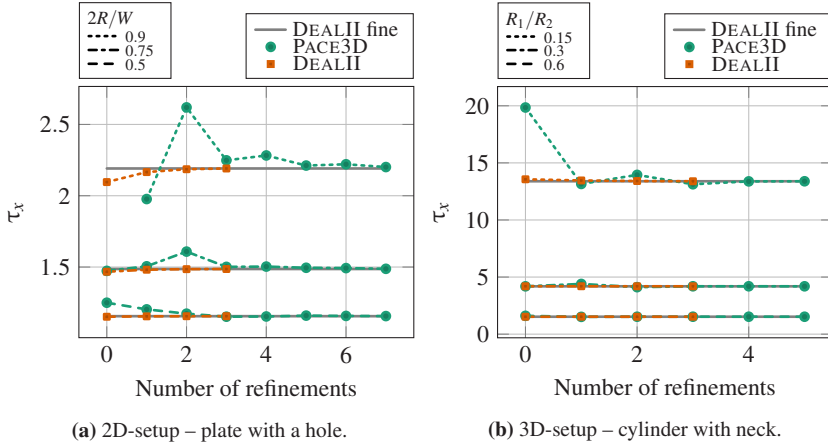 2R/W
0.9
0.75
0.5
DEALII fine
PACE3D
DEALII
2.5
2
1.5
τx
0 2 4 6
Number of refinements
(a) 2D-setup – plate with a hole.
R1/R2
0.15
0.3
0.6
DEALII fine
PACE3D
DEALII
20
15
10
5
0
τx
0 2 4
Number of refinements
(b) 3D-setup – cylinder with neck.